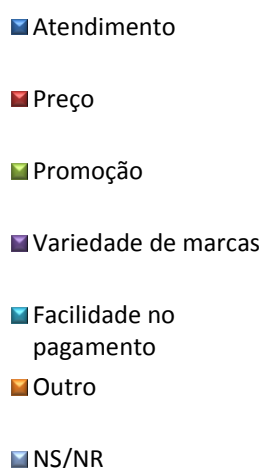 Atendimento
Preço
Promoção
Variedade de marcas
Facilidade no
pagamento
Outro
NS/NR